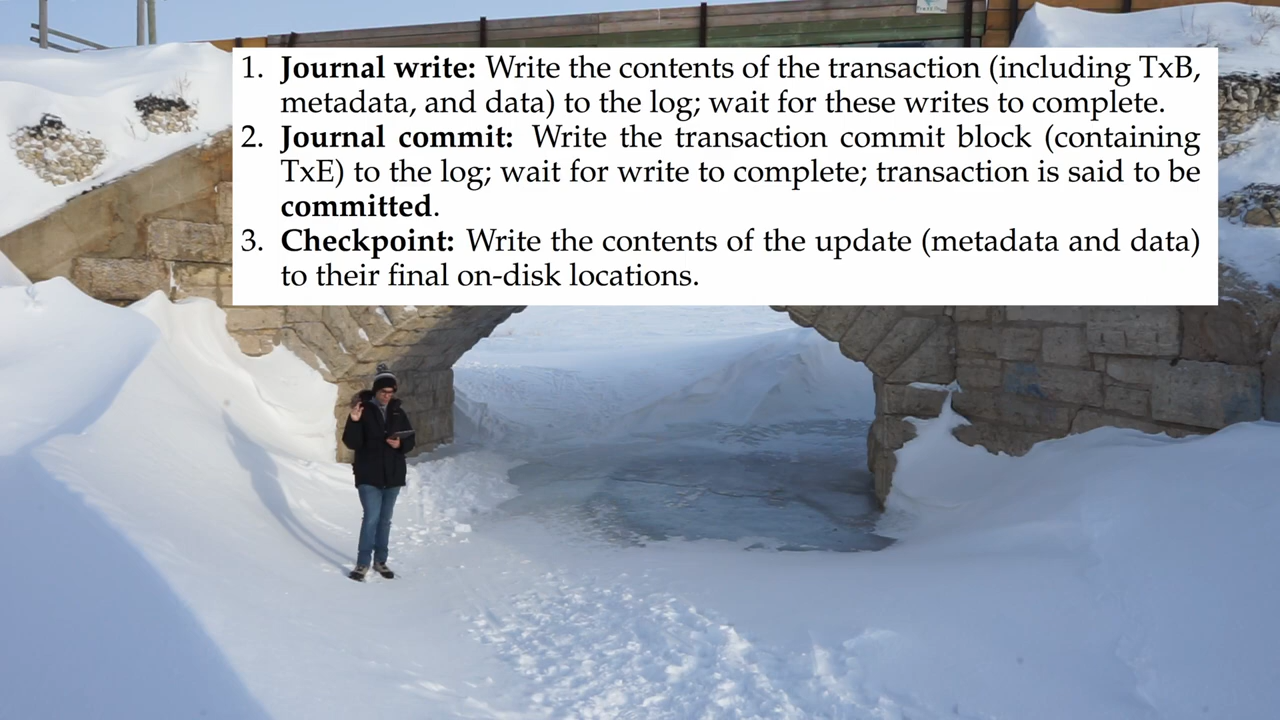 1. Journal write: Write the contents of the transaction (including TxB,
metadata, and data) to the log; wait for these writes to complete.
2. Journal commit: Write the transaction commit block (containing
TxE) to the log; wait for write to complete; transaction is said to be
committed.
3. Checkpoint: Write the contents of the update (metadata and data)
to their final on-disk locations.